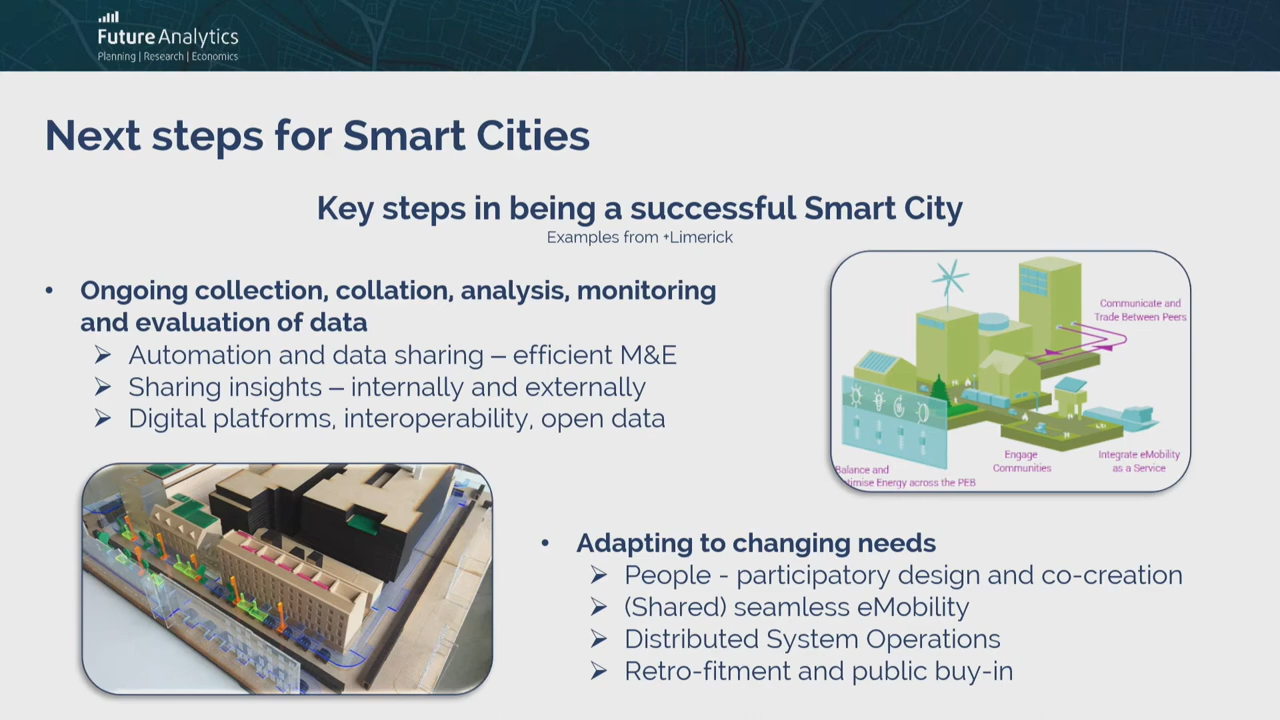 Future Analytics
Planning | Research | Economics
Next steps for Smart Cities
Key steps in being a successful Smart City
Examples from +Limerick
• Ongoing collection, collation, analysis, monitoring
and evaluation of data
➢ Automation and data sharing – efficient M&E
➢ Sharing insights – internally and externally
➢ Digital platforms, interoperability, open data
Communicate and
Trade Between Peers
Engage
Communities
Integrate eMobility
as a Service
Balance and
timise Energy across the PEB
• Adapting to changing needs
➢ People - participatory design and co-creation
➢ (Shared) seamless eMobility
➢ Distributed System Operations
➢ Retro-fitment and public buy-in